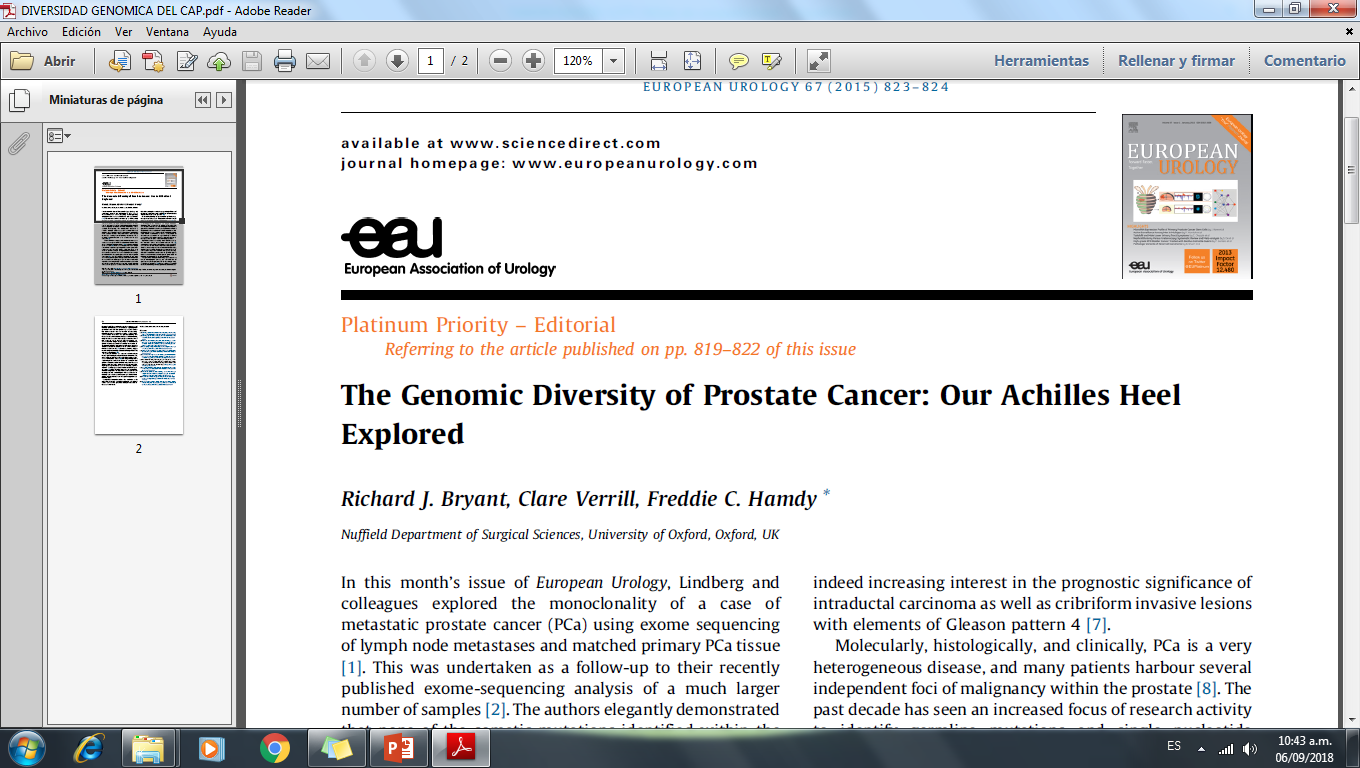 DIVERSIDAD GENOMICA DEL CAP.pdf - Adobe Reader
Archivo Edición Ver Ventana Ayuda
Abrir 1 / 2 120% Herramientas Rellenar y firmar Comentario
Miniaturas de página
1
2
EUROPEAN UROLOGY 67 (2015) 823–824
available at www.sciencedirect.com
journal homepage: www.europeanurology.com
EUROPEAN
UROLOGY
eau
European Association of Urology
2013
Impact
Factor
12.480
eau
European Association of Urology
Platinum Priority – Editorial
Referring to the article published on pp. 819–822 of this issue
The Genomic Diversity of Prostate Cancer: Our Achilles Heel
Explored
Richard J. Bryant, Clare Verrill, Freddie C. Hamdy *
Nuffield Department of Surgical Sciences, University of Oxford, Oxford, UK
In this month's issue of European Urology, Lindberg and
colleagues explored the monoclonality of a case of
metastatic prostate cancer (PCa) using exome sequencing
of lymph node metastases and matched primary PCa tissue
[1]. This was undertaken as a follow-up to their recently
published exome-sequencing analysis of a much larger
number of samples [2]. The authors elegantly demonstrated
indeed increasing interest in the prognostic significance of
intraductal carcinoma as well as cribriform invasive lesions
with elements of Gleason pattern 4 [7].
Molecularly, histologically, and clinically, PCa is a very
heterogeneous disease, and many patients harbour several
independent foci of malignancy within the prostate [8]. The
past decade has seen an increased focus of research activity
ES
10:43 a.m.
06/09/2018